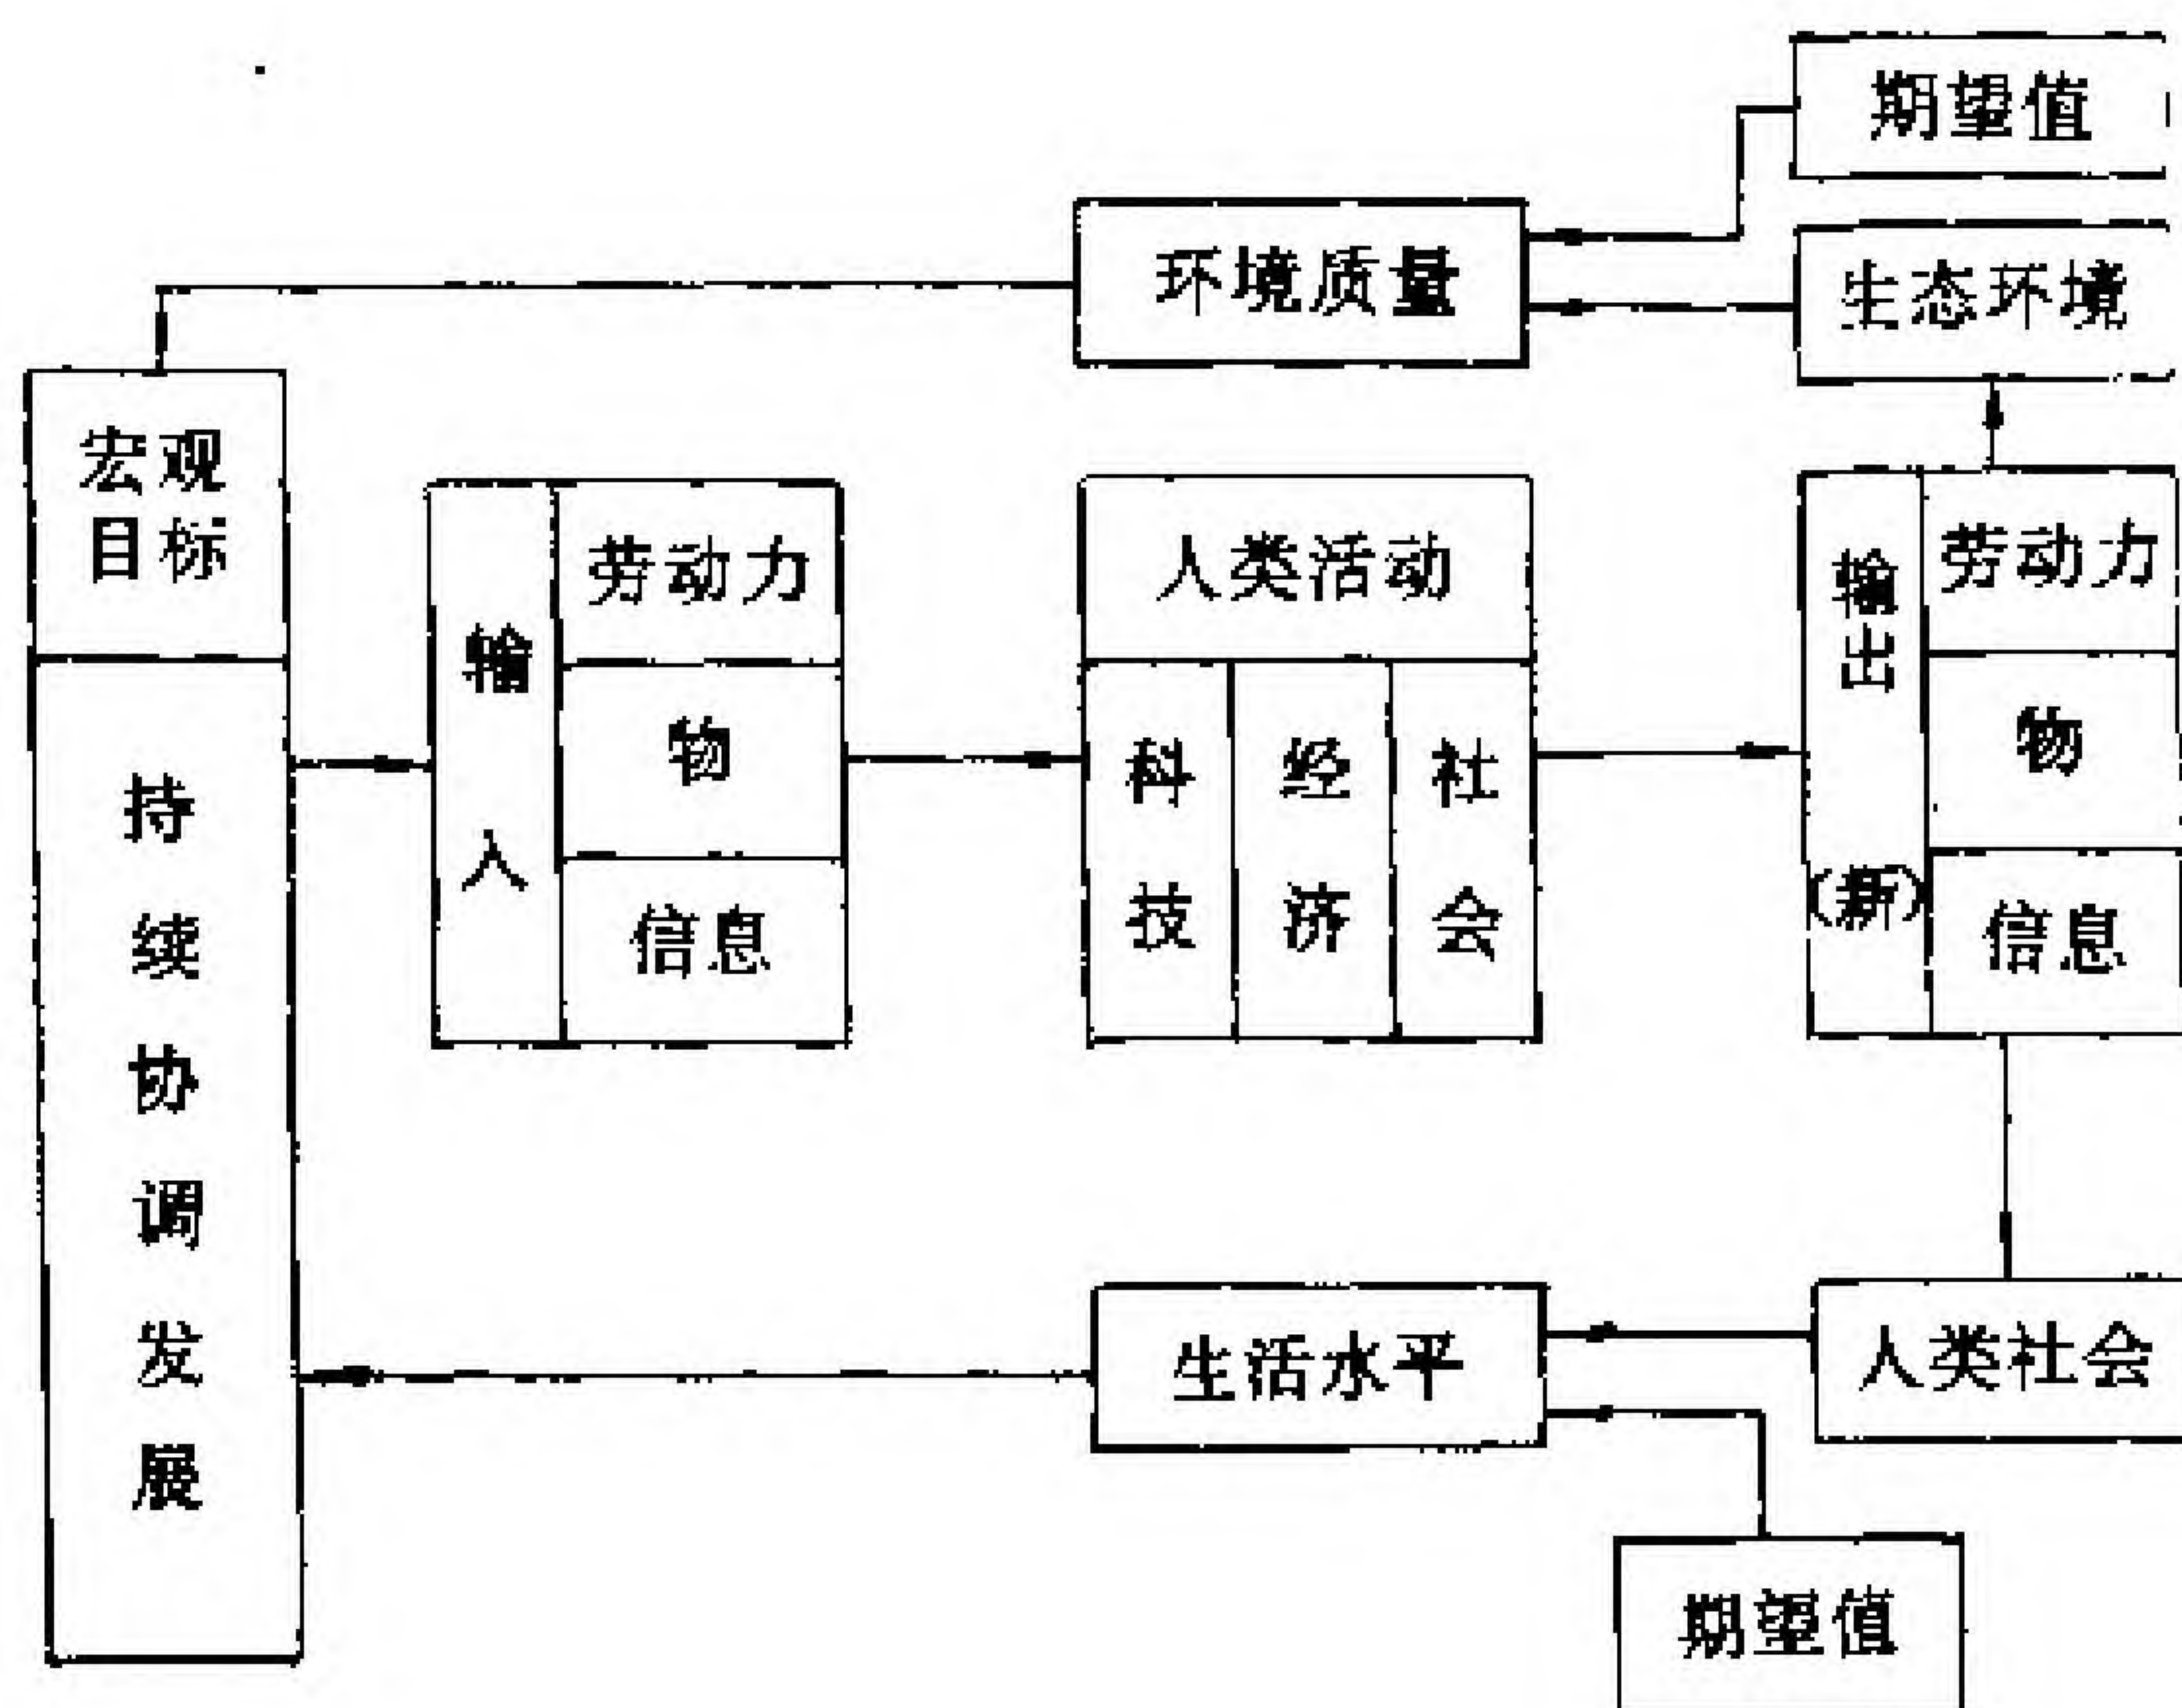 期望值
环境质量
生态环境
宏观
目标
持续协调发展
输入
劳动力
物
信息
人类活动
科技
经济
社会
输出
(新)
劳动力
物
信息
生活水平
人类社会
期望值